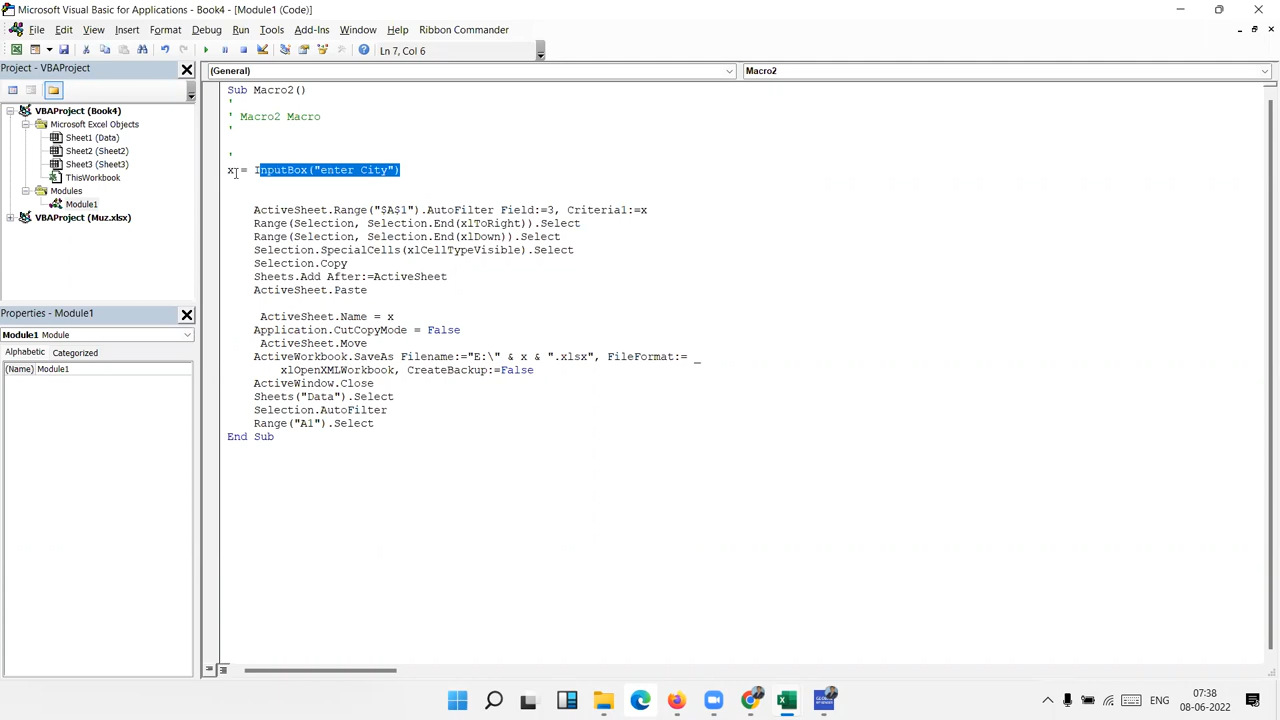 Microsoft Visual Basic for Applications - Book4 - [Module1 (Code)]
File Edit View Insert Format Debug Run Tools Add-Ins Window Help Ribbon Commander
Ln 7, Col 6
Project - VBAProject
(General)
Macro2
VBAProject (Book4)
Microsoft Excel Objects
Sheet1 (Data)
Sheet2 (Sheet2)
Sheet3 (Sheet3)
ThisWorkbook
Modules
Module1
VBAProject (Muz.xlsx)
Properties - Module1
Module1 Module
Alphabetic Categorized
(Name) Module1
Sub Macro2()
'
' Macro2 Macro
'
'
x = InputBox("enter City")
ActiveSheet.Range("$A$1").AutoFilter Field:=3, Criteria1:=x
Range(Selection, Selection.End(xlToRight)).Select
Range(Selection, Selection.End(xlDown)).Select
Selection.SpecialCells(xlCellTypeVisible).Select
Selection.Copy
Sheets.Add After:=ActiveSheet
ActiveSheet.Paste
ActiveSheet.Name = x
Application.CutCopyMode = False
ActiveSheet.Move
ActiveWorkbook.SaveAs Filename:="E:\" & x & ".xlsx", FileFormat:= _
xlOpenXMLWorkbook, CreateBackup:=False
ActiveWindow.Close
Sheets("Data").Select
Selection.AutoFilter
Range("A1").Select
End Sub
ENG
07:38
08-06-2022